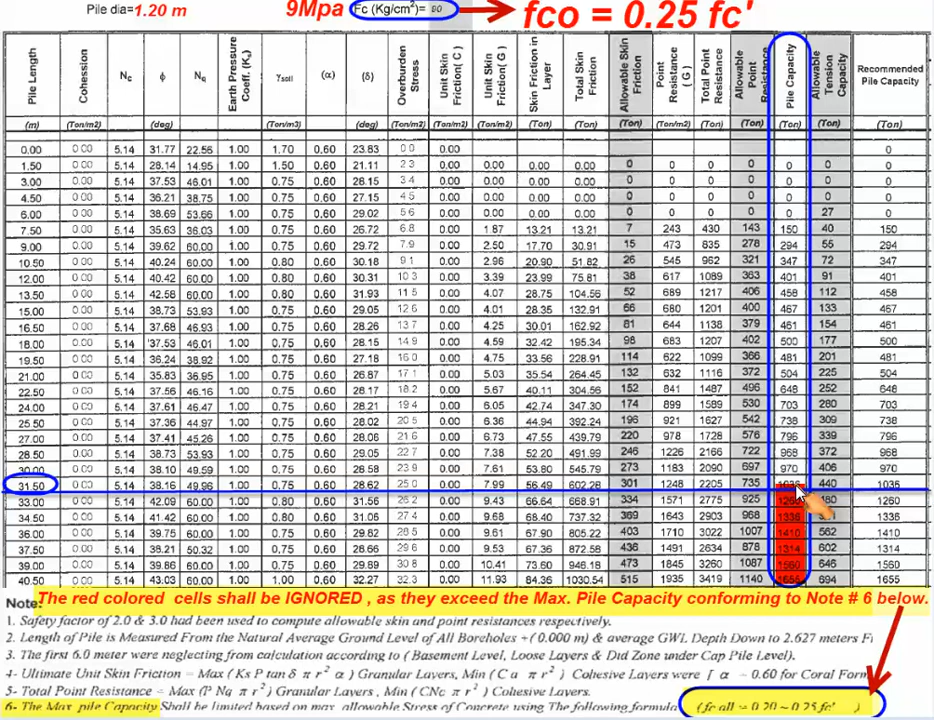 Pile dia=1.20 m 9Mpa Fc (Kg/cm²)= 90 fco = 0.25 fc'
Pile Length Cohession Nc ϕ Nq Earth Pressure Coeff. (Ks) γsoil (α) (δ) Overburden Stress Unit Skin Friction( C ) Unit Skin Friction( G ) Skin Friction in Layer Total Skin Friction Allowable Skin Friction Point Resistance ( G ) Total Point Resistance Allowable Point Resistance Pile Capacity Allowable Tension Capacity Recommended Pile Capacity
(m) (Ton/m2) (deg) (Ton/m3) (deg) (Ton/m2) (Ton/m2) (Ton/m2) (Ton) (Ton) (Ton) (Ton/m2) (Ton) (Ton) (Ton) (Ton) (Ton)
0.00 0.00 5.14 31.77 22.56 1.00 1.70 0.60 23.83 0.0 0.00 0
1.50 0.00 5.14 28.14 14.95 1.00 1.50 0.60 21.11 2.3 0.00 0.00 0.00 0.00 0 0 0 0 0 0 0
3.00 0.00 5.14 37.53 46.01 1.00 0.75 0.60 28.15 3.4 0.00 0.00 0.00 0.00 0 0 0 0 0 0 0
4.50 0.00 5.14 36.21 38.75 1.00 0.75 0.60 27.15 4.5 0.00 0.00 0.00 0.00 0 0 0 0 0 0 0
6.00 0.00 5.14 38.69 53.66 1.00 0.75 0.60 29.02 5.6 0.00 0.00 0.00 0.00 0 0 0 0 0 27 0
7.50 0.00 5.14 35.63 36.03 1.00 0.75 0.60 26.72 6.8 0.00 1.87 13.21 13.21 7 243 430 143 150 40 150
9.00 0.00 5.14 39.62 60.00 1.00 0.75 0.60 29.72 7.9 0.00 2.50 17.70 30.91 15 473 835 278 294 55 294
10.50 0.00 5.14 40.24 60.00 1.00 0.80 0.60 30.18 9.1 0.00 2.96 20.90 51.82 26 545 962 321 347 72 347
12.00 0.00 5.14 40.42 60.00 1.00 0.80 0.60 30.31 10.3 0.00 3.39 23.99 75.81 38 617 1089 363 401 91 401
13.50 0.00 5.14 42.58 60.00 1.00 0.80 0.60 31.93 11.5 0.00 4.07 28.75 104.56 52 689 1217 406 458 112 458
15.00 0.00 5.14 38.73 53.93 1.00 0.75 0.60 29.05 12.6 0.00 4.01 28.35 132.91 66 680 1201 400 467 133 467
16.50 0.00 5.14 37.68 46.93 1.00 0.75 0.60 28.26 13.7 0.00 4.25 30.01 162.92 81 644 1138 379 461 154 461
18.00 0.00 5.14 37.53 46.01 1.00 0.75 0.60 28.15 14.9 0.00 4.59 32.42 195.34 98 683 1207 402 500 177 500
19.50 0.00 5.14 36.24 38.92 1.00 0.75 0.60 27.18 16.0 0.00 4.75 33.56 228.91 114 622 1099 366 481 201 481
21.00 0.00 5.14 35.83 36.95 1.00 0.75 0.60 26.87 17.1 0.00 5.03 35.54 264.45 132 632 1116 372 504 225 504
22.50 0.00 5.14 37.56 46.16 1.00 0.75 0.60 28.17 18.2 0.00 5.67 40.11 304.56 152 841 1487 496 648 252 648
24.00 0.00 5.14 37.61 46.47 1.00 0.75 0.60 28.21 19.4 0.00 6.05 42.74 347.30 174 899 1589 530 703 280 703
25.50 0.00 5.14 37.36 44.97 1.00 0.75 0.60 28.02 20.5 0.00 6.36 44.94 392.24 196 921 1627 542 738 309 738
27.00 0.00 5.14 37.41 45.26 1.00 0.75 0.60 28.06 21.6 0.00 6.73 47.55 439.79 220 978 1728 576 796 339 796
28.50 0.00 5.14 38.73 53.93 1.00 0.75 0.60 29.05 22.7 0.00 7.38 52.20 491.99 246 1226 2166 722 968 372 968
30.00 0.00 5.14 38.10 49.59 1.00 0.75 0.60 28.58 23.9 0.00 7.61 53.80 545.79 273 1183 2090 697 970 406 970
31.50 0.00 5.14 38.16 49.96 1.00 0.75 0.60 28.62 25.0 0.00 7.99 56.49 602.28 301 1248 2205 735 1036 440 1036
33.00 0.00 5.14 42.09 60.00 1.00 0.80 0.60 31.56 26.2 0.00 9.43 66.64 668.91 334 1571 2775 925 1260 480 1260
34.50 0.00 5.14 41.42 60.00 1.00 0.80 0.60 31.06 27.4 0.00 9.68 68.40 737.32 369 1643 2903 968 1336 1336
36.00 0.00 5.14 39.75 60.00 1.00 0.75 0.60 29.82 28.5 0.00 9.61 67.90 805.22 403 1710 3022 1007 1410 562 1410
37.50 0.00 5.14 38.21 50.32 1.00 0.75 0.60 28.66 29.6 0.00 9.53 67.36 872.58 436 1491 2634 878 1314 602 1314
39.00 0.00 5.14 39.86 60.00 1.00 0.75 0.60 29.89 30.8 0.00 10.41 73.60 946.18 473 1845 3260 1087 1560 646 1560
40.50 0.00 5.14 43.03 60.00 1.00 1.00 0.60 32.27 32.3 0.00 11.93 84.36 1030.54 515 1935 3419 1140 1655 694 1655
Note: The red colored cells shall be IGNORED , as they exceed the Max. Pile Capacity conforming to Note # 6 below.
1. Safety factor of 2.0 & 3.0 had been used to compute allowable skin and point resistances respectively.
2. Length of Pile is Measured From the Natural Average Ground Level of All Boreholes +( 0.000 m) & average GWL Depth Down to 2.627 meters Fi
3. The first 6.0 meter were neglecting from calculation according to ( Basement Level, Loose Layers & Did Zone under Cap Pile Level).
4- Ultimate Unit Skin Friction = Max ( Ks P tan δ π r² ) Granular Layers, Min ( C α π r² ) Cohesive Layers were [ α = 0.60 for Coral Form
5- Total Point Resistance = Max (P Nq π r²) Granular Layers , Min ( CNc π r² ) Cohesive Layers.
6- The Max pile Capacity Shall be limited based on max. allowable Stress of Concrete using The following formula ( fc all = 0.20 ~ 0.25 fc' )